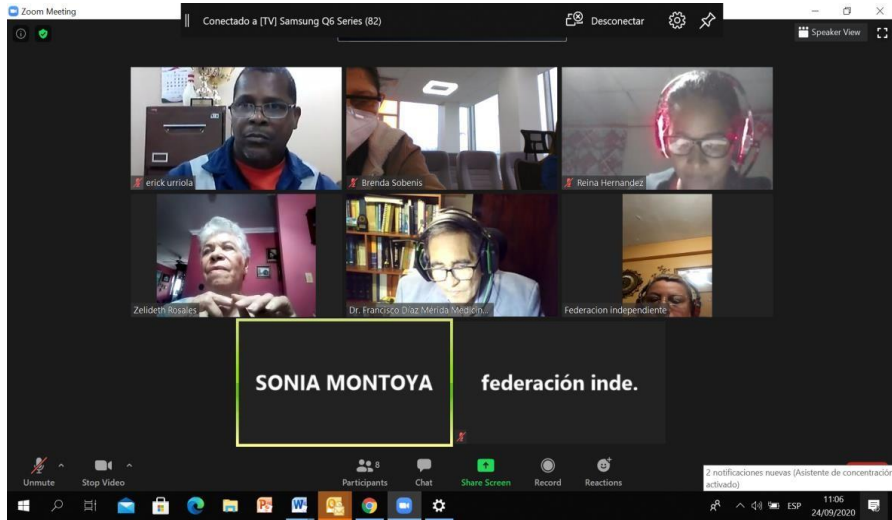 Zoom Meeting
Conectado a [TV] Samsung Q6 Series (82)
Desconectar
Speaker View
erick urriola
Brenda Sobenis
Reina Hernandez
Zelideth Rosales
Dr. Francisco Díaz Mérida Medicin...
Federacion independiente
SONIA MONTOYA
federación inde.
Unmute
Stop Video
8
Participants
Chat
Share Screen
Record
Reactions
2 notificaciones nuevas (Asistente de concentración
activado)
ESP
11:06
24/09/2020